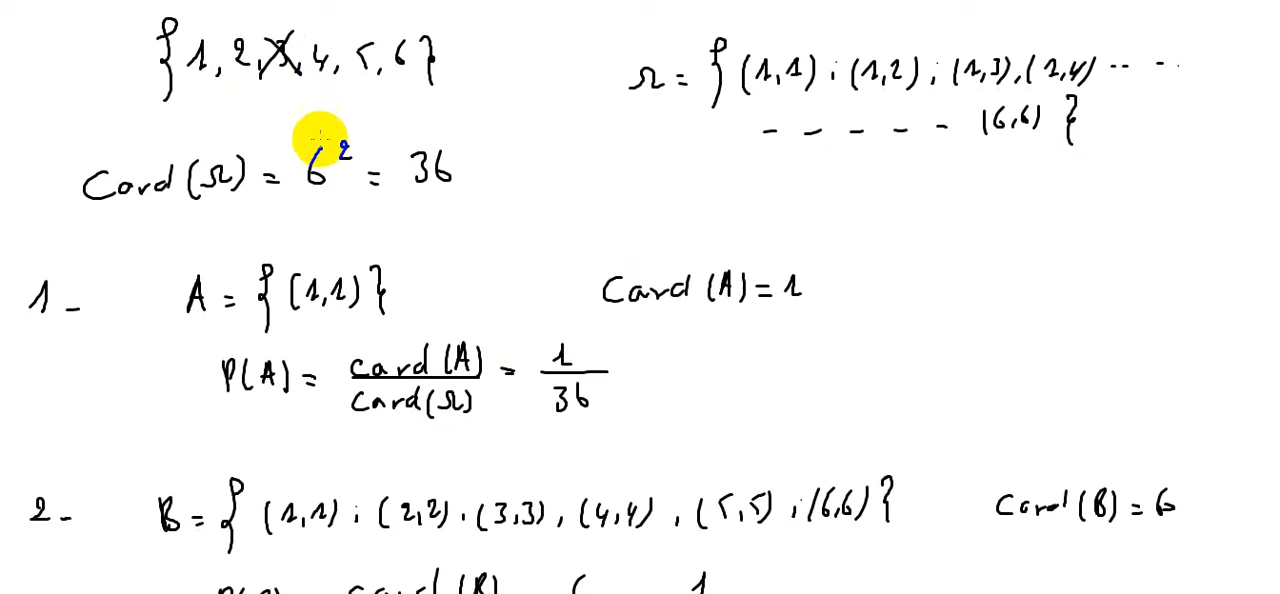 {1, 2, 3, 4, 5, 6}
Ω = {(1,1) ; (1,2) ; (1,3), (1,4) -- - -
- - - - - (6,6)}
Card(Ω) = 6² = 36
1 - A = {(1,1)} Card(A) = 1
P(A) = card(A) / Card(Ω) = 1 / 36
2 - B = {(1,1) ; (2,2) . (3,3) , (4,4) , (5,5) ; (6,6)} Card(B) = 6